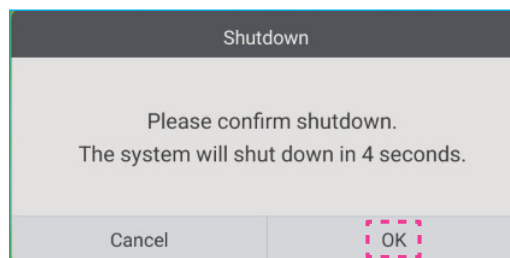 Shutdown
Please confirm shutdown.
The system will shut down in 4 seconds.
Cancel
OK